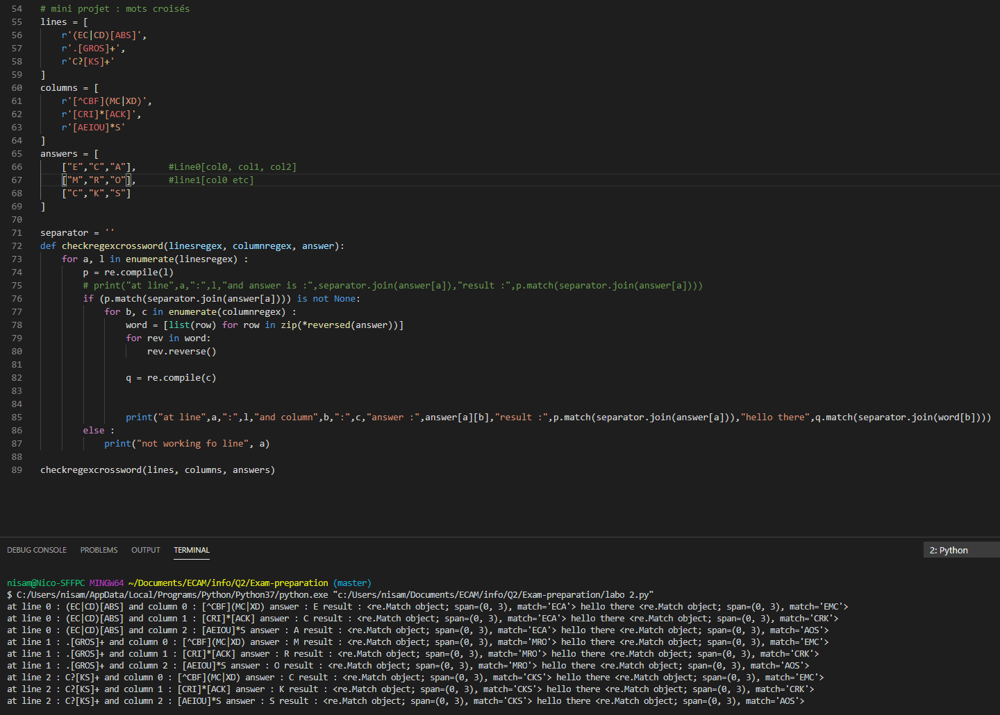 54 # mini projet : mots croisés
55 lines = [
56     r'(EC|CD)[ABS]',
57     r'.[GROS]+',
58     r'C?[KS]+'
59 ]
60 columns = [
61     r'[^CBF](MC|XD)',
62     r'[CRI]*[ACK]',
63     r'[AEIOU]*S'
64 ]
65 answers = [
66     ["E","C","A"],      #Line0[col0, col1, col2]
67     ["M","R","O"],      #line1[col0 etc]
68     ["C","K","S"]
69 ]
70
71 separator = ''
72 def checkregexcrossword(linesregex, columnregex, answer):
73     for a, l in enumerate(linesregex) :
74         p = re.compile(l)
75         # print("at line",a,":",l,"and answer is :",separator.join(answer[a]),"result :",p.match(separator.join(answer[a])))
76         if (p.match(separator.join(answer[a]))) is not None:
77             for b, c in enumerate(columnregex) :
78                 word = [list(row) for row in zip(*reversed(answer))]
79                 for rev in word:
80                     rev.reverse()
81
82                 q = re.compile(c)
83
84
85                 print("at line",a,":",l,"and column",b,":",c,"answer :",answer[a][b],"result :",p.match(separator.join(answer[a])),"hello there",q.match(separator.join(word[b])))
86         else :
87             print("not working fo line", a)
88
89 checkregexcrossword(lines, columns, answers)
DEBUG CONSOLE PROBLEMS OUTPUT TERMINAL 2: Python
nisam@Nico-SFFPC MINGW64 ~/Documents/ECAM/info/Q2/Exam-preparation (master)
$ C:/Users/nisam/AppData/Local/Programs/Python/Python37/python.exe "c:/Users/nisam/Documents/ECAM/info/Q2/Exam-preparation/labo 2.py"
at line 0 : (EC|CD)[ABS] and column 0 : [^CBF](MC|XD) answer : E result : <re.Match object; span=(0, 3), match='ECA'> hello there <re.Match object; span=(0, 3), match='EMC'>
at line 0 : (EC|CD)[ABS] and column 1 : [CRI]*[ACK] answer : C result : <re.Match object; span=(0, 3), match='ECA'> hello there <re.Match object; span=(0, 3), match='CRK'>
at line 0 : (EC|CD)[ABS] and column 2 : [AEIOU]*S answer : A result : <re.Match object; span=(0, 3), match='ECA'> hello there <re.Match object; span=(0, 3), match='AOS'>
at line 1 : .[GROS]+ and column 0 : [^CBF](MC|XD) answer : M result : <re.Match object; span=(0, 3), match='MRO'> hello there <re.Match object; span=(0, 3), match='EMC'>
at line 1 : .[GROS]+ and column 1 : [CRI]*[ACK] answer : R result : <re.Match object; span=(0, 3), match='MRO'> hello there <re.Match object; span=(0, 3), match='CRK'>
at line 1 : .[GROS]+ and column 2 : [AEIOU]*S answer : O result : <re.Match object; span=(0, 3), match='MRO'> hello there <re.Match object; span=(0, 3), match='AOS'>
at line 2 : C?[KS]+ and column 0 : [^CBF](MC|XD) answer : C result : <re.Match object; span=(0, 3), match='CKS'> hello there <re.Match object; span=(0, 3), match='EMC'>
at line 2 : C?[KS]+ and column 1 : [CRI]*[ACK] answer : K result : <re.Match object; span=(0, 3), match='CKS'> hello there <re.Match object; span=(0, 3), match='CRK'>
at line 2 : C?[KS]+ and column 2 : [AEIOU]*S answer : S result : <re.Match object; span=(0, 3), match='CKS'> hello there <re.Match object; span=(0, 3), match='AOS'>